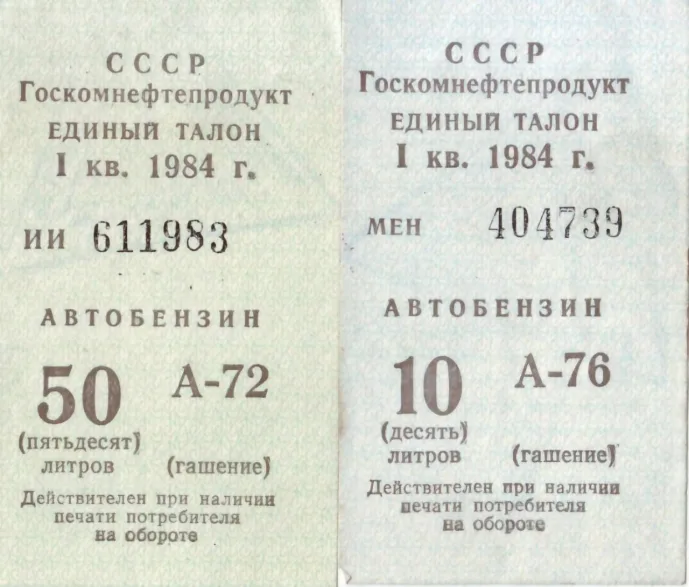 СССР
Госкомнефтепродукт
ЕДИНЫЙ ТАЛОН
I кв. 1984 г.
ИИ 611983
АВТОБЕНЗИН
50 А-72
(пятьдесят)
литров (гашение)
Действителен при наличии
печати потребителя
на обороте
СССР
Госкомнефтепродукт
ЕДИНЫЙ ТАЛОН
I кв. 1984 г.
МЕН 404739
АВТОБЕНЗИН
10 А-76
(десять)
литров (гашение)
Действителен при наличии
печати потребителя
на обороте